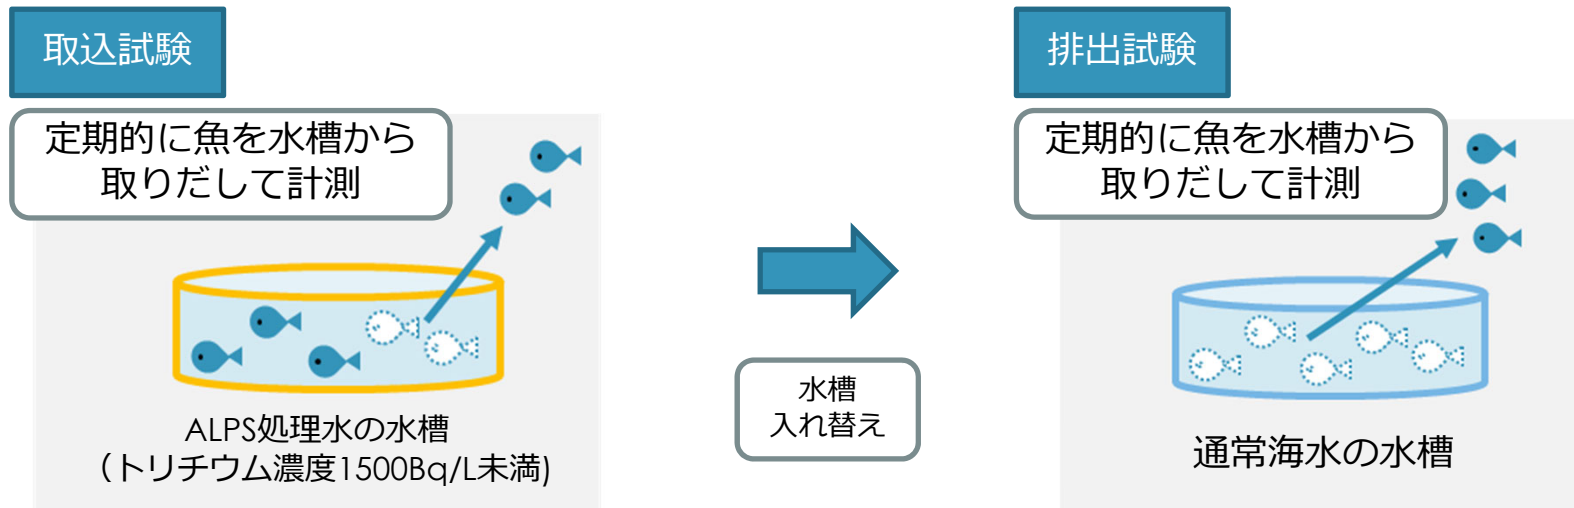 取込試験
定期的に魚を水槽から
取りだして計測
ALPS処理水の水槽
（トリチウム濃度1500Bq/L未満)
水槽
入れ替え
排出試験
定期的に魚を水槽から
取りだして計測
通常海水の水槽